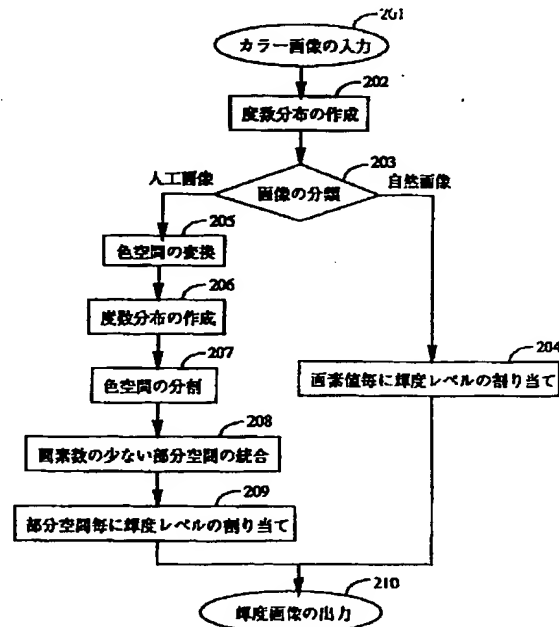 201
カラー画像の入力
202
度数分布の作成
203
画像の分類
人工画像
自然画像
205
色空間の変換
206
度数分布の作成
207
色空間の分割
204
画素値毎に輝度レベルの割り当て
208
画素数の少ない部分空間の統合
209
部分空間毎に輝度レベルの割り当て
210
輝度画像の出力